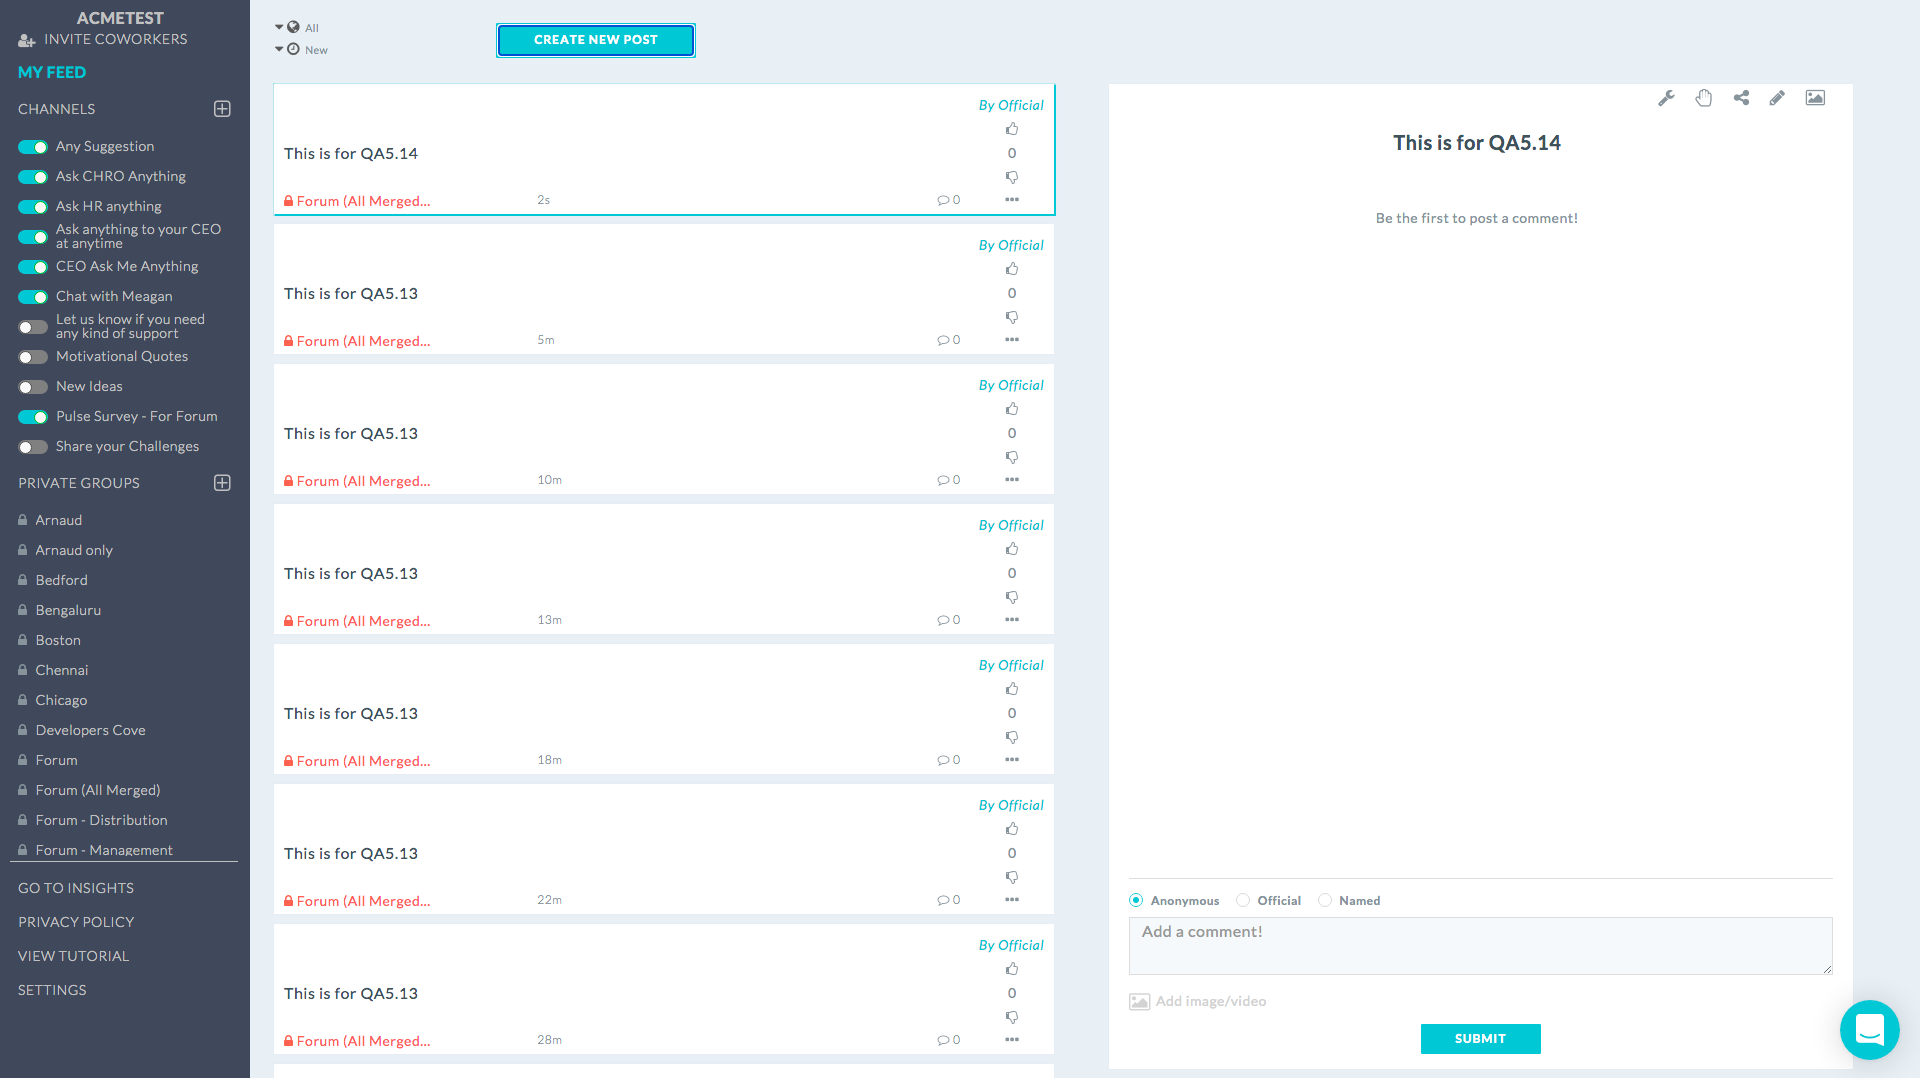 ACMETEST
INVITE COWORKERS
MY FEED
CHANNELS
Any Suggestion
Ask CHRO Anything
Ask HR anything
Ask anything to your CEO
at anytime
CEO Ask Me Anything
Chat with Meagan
Let us know if you need
any kind of support
Motivational Quotes
New Ideas
Pulse Survey - For Forum
Share your Challenges
PRIVATE GROUPS
Arnaud
Arnaud only
Bedford
Bengaluru
Boston
Chennai
Chicago
Developers Cove
Forum
Forum (All Merged)
Forum - Distribution
Forum - Management
GO TO INSIGHTS
PRIVACY POLICY
VIEW TUTORIAL
SETTINGS
All
New
CREATE NEW POST
By Official
This is for QA5.14
0
Forum (All Merged... 2s 0
By Official
This is for QA5.13
0
Forum (All Merged... 5m 0
By Official
This is for QA5.13
0
Forum (All Merged... 10m 0
By Official
This is for QA5.13
0
Forum (All Merged... 13m 0
By Official
This is for QA5.13
0
Forum (All Merged... 18m 0
By Official
This is for QA5.13
0
Forum (All Merged... 22m 0
By Official
This is for QA5.13
0
Forum (All Merged... 28m 0
This is for QA5.14
Be the first to post a comment!
Anonymous Official Named
Add a comment!
Add image/video
SUBMIT